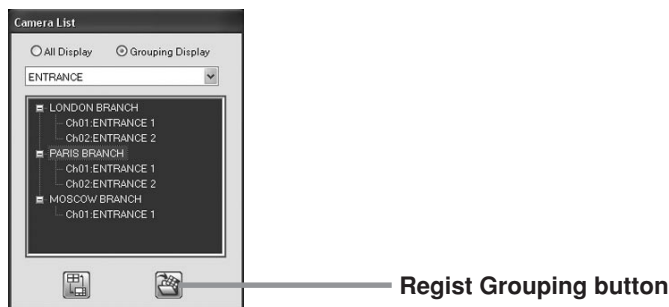 Camera List
All Display Grouping Display
ENTRANCE
LONDON BRANCH
Ch01:ENTRANCE 1
Ch02:ENTRANCE 2
PARIS BRANCH
Ch01:ENTRANCE 1
Ch02:ENTRANCE 2
MOSCOW BRANCH
Ch01:ENTRANCE 1
Regist Grouping button